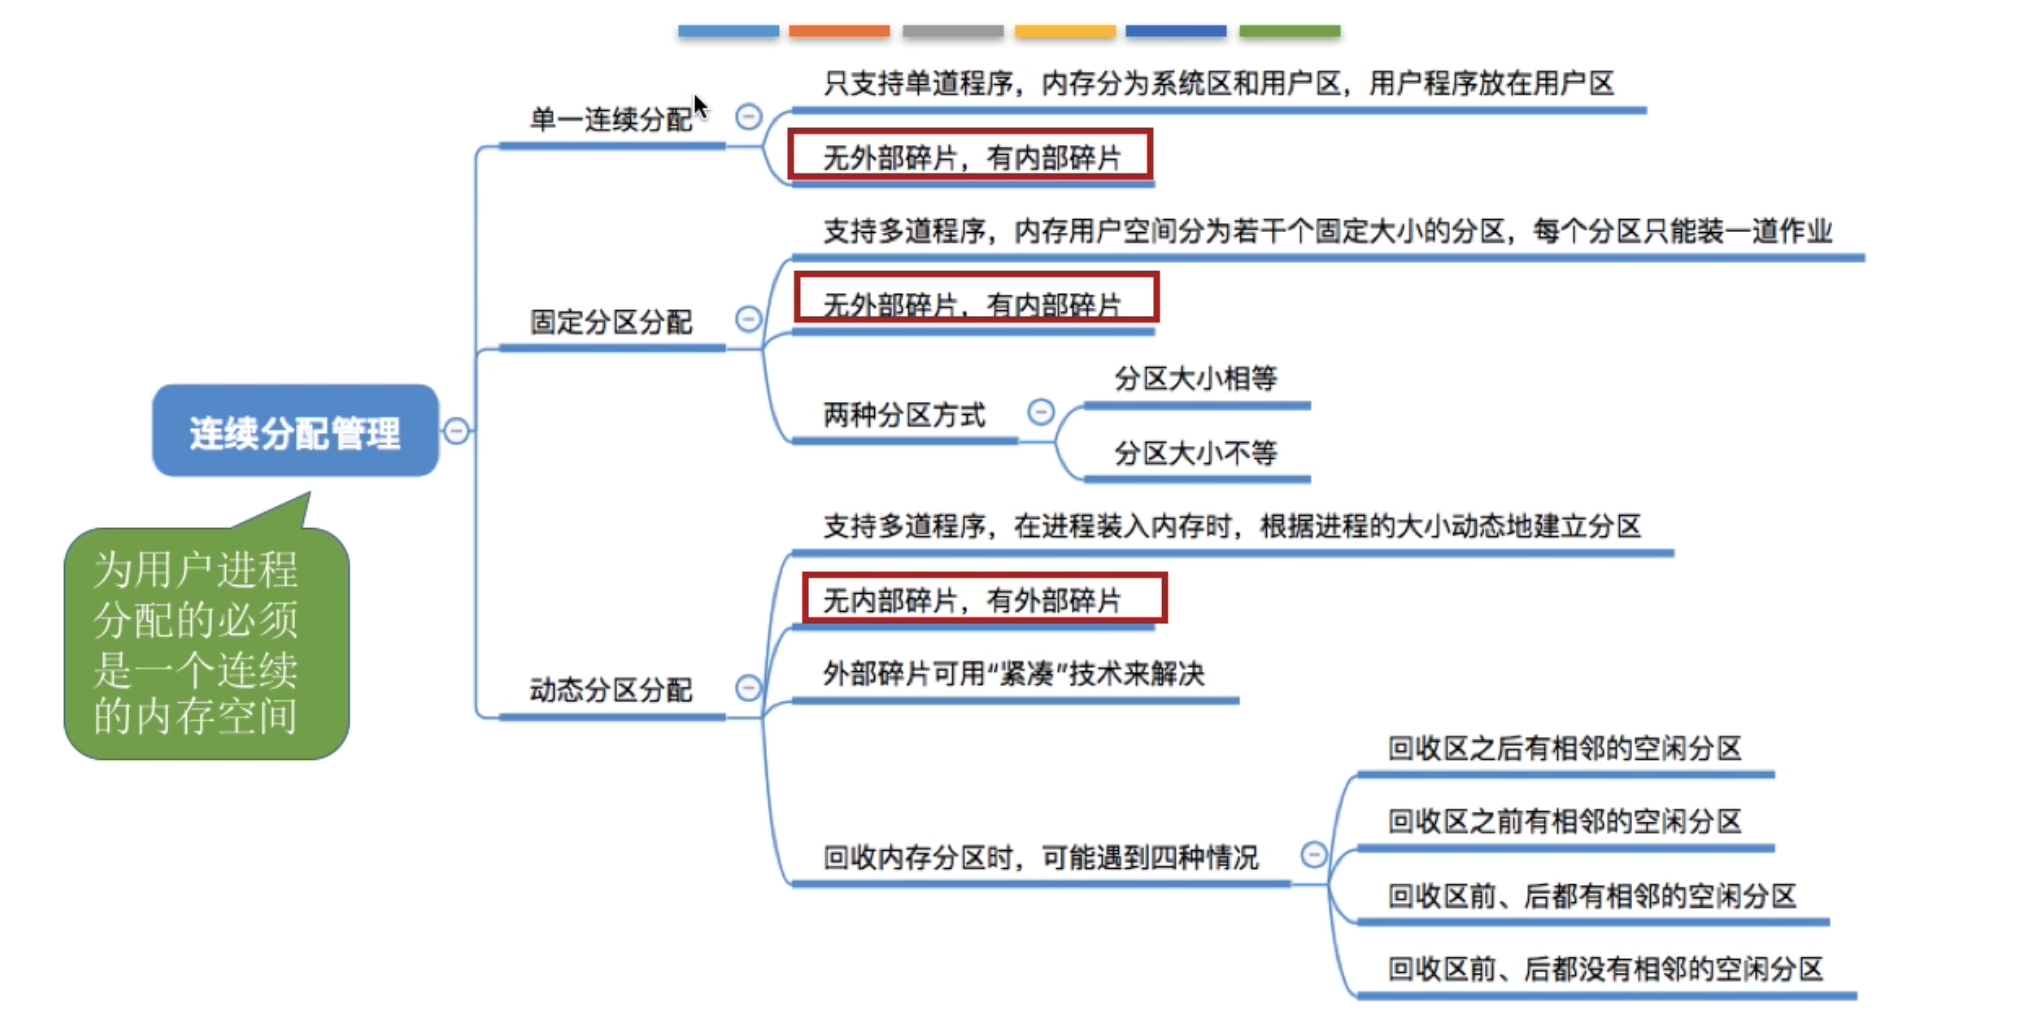 只支持单道程序，内存分为系统区和用户区，用户程序放在用户区
单一连续分配
无外部碎片，有内部碎片
支持多道程序，内存用户空间分为若干个固定大小的分区，每个分区只能装一道作业
无外部碎片，有内部碎片
固定分区分配
分区大小相等
两种分区方式
分区大小不等
连续分配管理
为用户进程
分配的必须
是一个连续
的内存空间
支持多道程序，在进程装入内存时，根据进程的大小动态地建立分区
无内部碎片，有外部碎片
外部碎片可用“紧凑”技术来解决
动态分区分配
回收区之后有相邻的空闲分区
回收区之前有相邻的空闲分区
回收内存分区时，可能遇到四种情况
回收区前、后都有相邻的空闲分区
回收区前、后都没有相邻的空闲分区